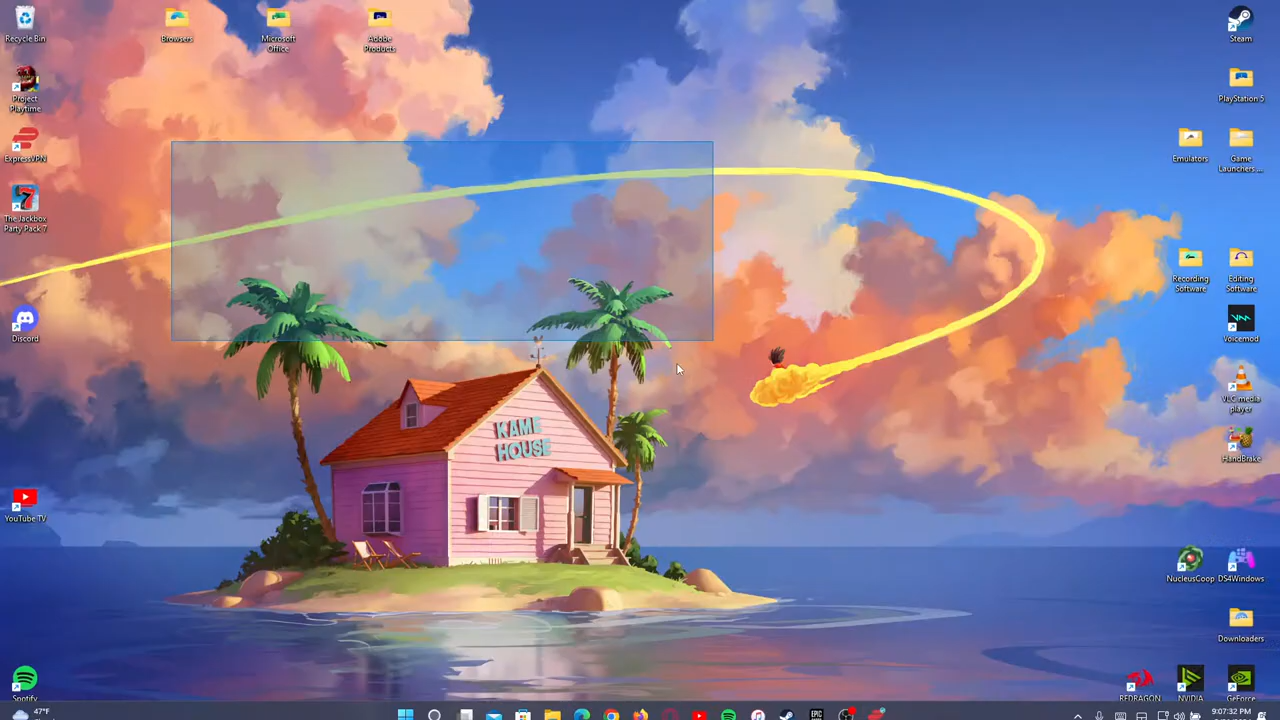 Recycle Bin
Browsers
Microsoft
Office
Adobe
Products
Steam
Project
Playtime
PlayStation 5
ExpressVPN
Emulators
Game
Launchers ...
The Jackbox
Party Pack 7
Recording
Software
Editing
Software
Discord
Voicemod
VLC media
player
KAME
HOUSE
HandBrake
YouTube TV
NucleusCoop
DS4Windows
Downloaders
Spotify
REDRAGON
NVIDIA
GeForce
47°F
EPIC
9:07:32 PM